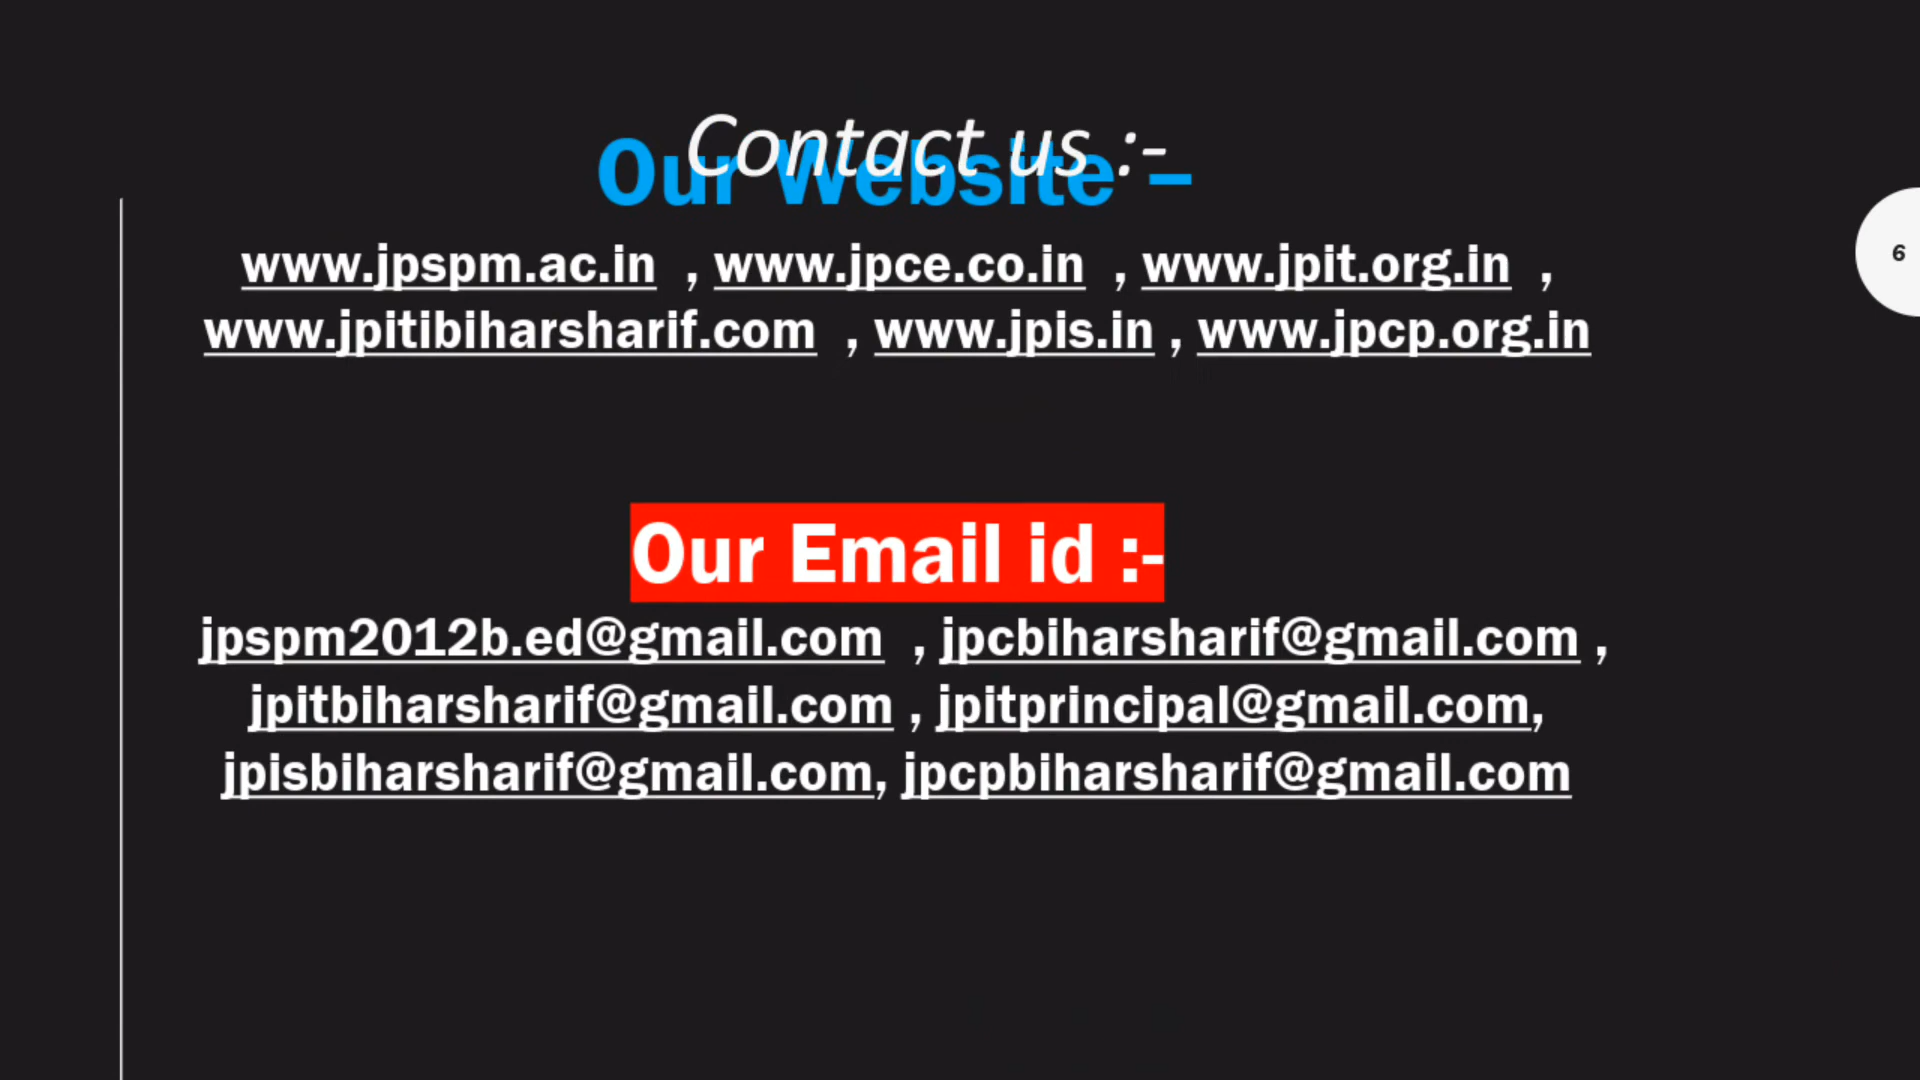 Contact us :-
Our Website –
www.jpspm.ac.in , www.jpce.co.in , www.jpit.org.in ,
www.jpitibiharsharif.com , www.jpis.in , www.jpcp.org.in
6
Our Email id :-
jpspm2012b.ed@gmail.com , jpcbiharsharif@gmail.com ,
jpitbiharsharif@gmail.com , jpitprincipal@gmail.com,
jpisbiharsharif@gmail.com, jpcpbiharsharif@gmail.com